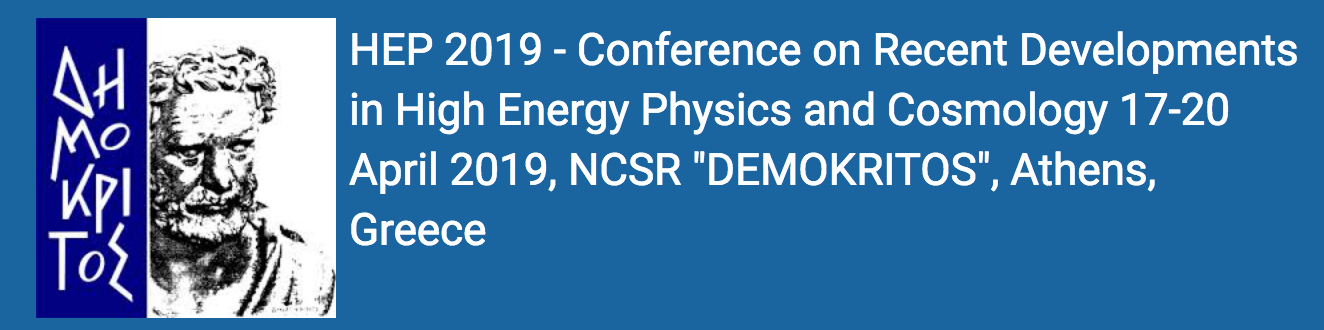 ΔΗ
ΜΟ
ΚΡΙ
ΤΟΣ
HEP 2019 - Conference on Recent Developments
in High Energy Physics and Cosmology 17-20
April 2019, NCSR "DEMOKRITOS", Athens,
Greece